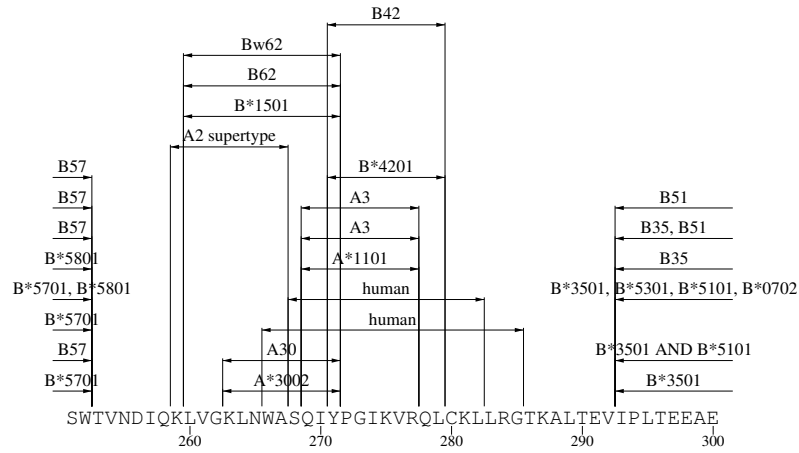 B42
Bw62
B62
B*1501
A2 supertype
B57 B*4201
B57 A3 B51
B57 A3 B35, B51
B*5801 A*1101 B35
B*5701, B*5801 human B*3501, B*5301, B*5101, B*0702
B*5701 human
B57 A30 B*3501 AND B*5101
B*5701 A*3002 B*3501
SWTVNDIQKLVGKLNWASQIYPGIKVRQLCKLLRGTKALTEVIPLTEEAE
260 270 280 290 300